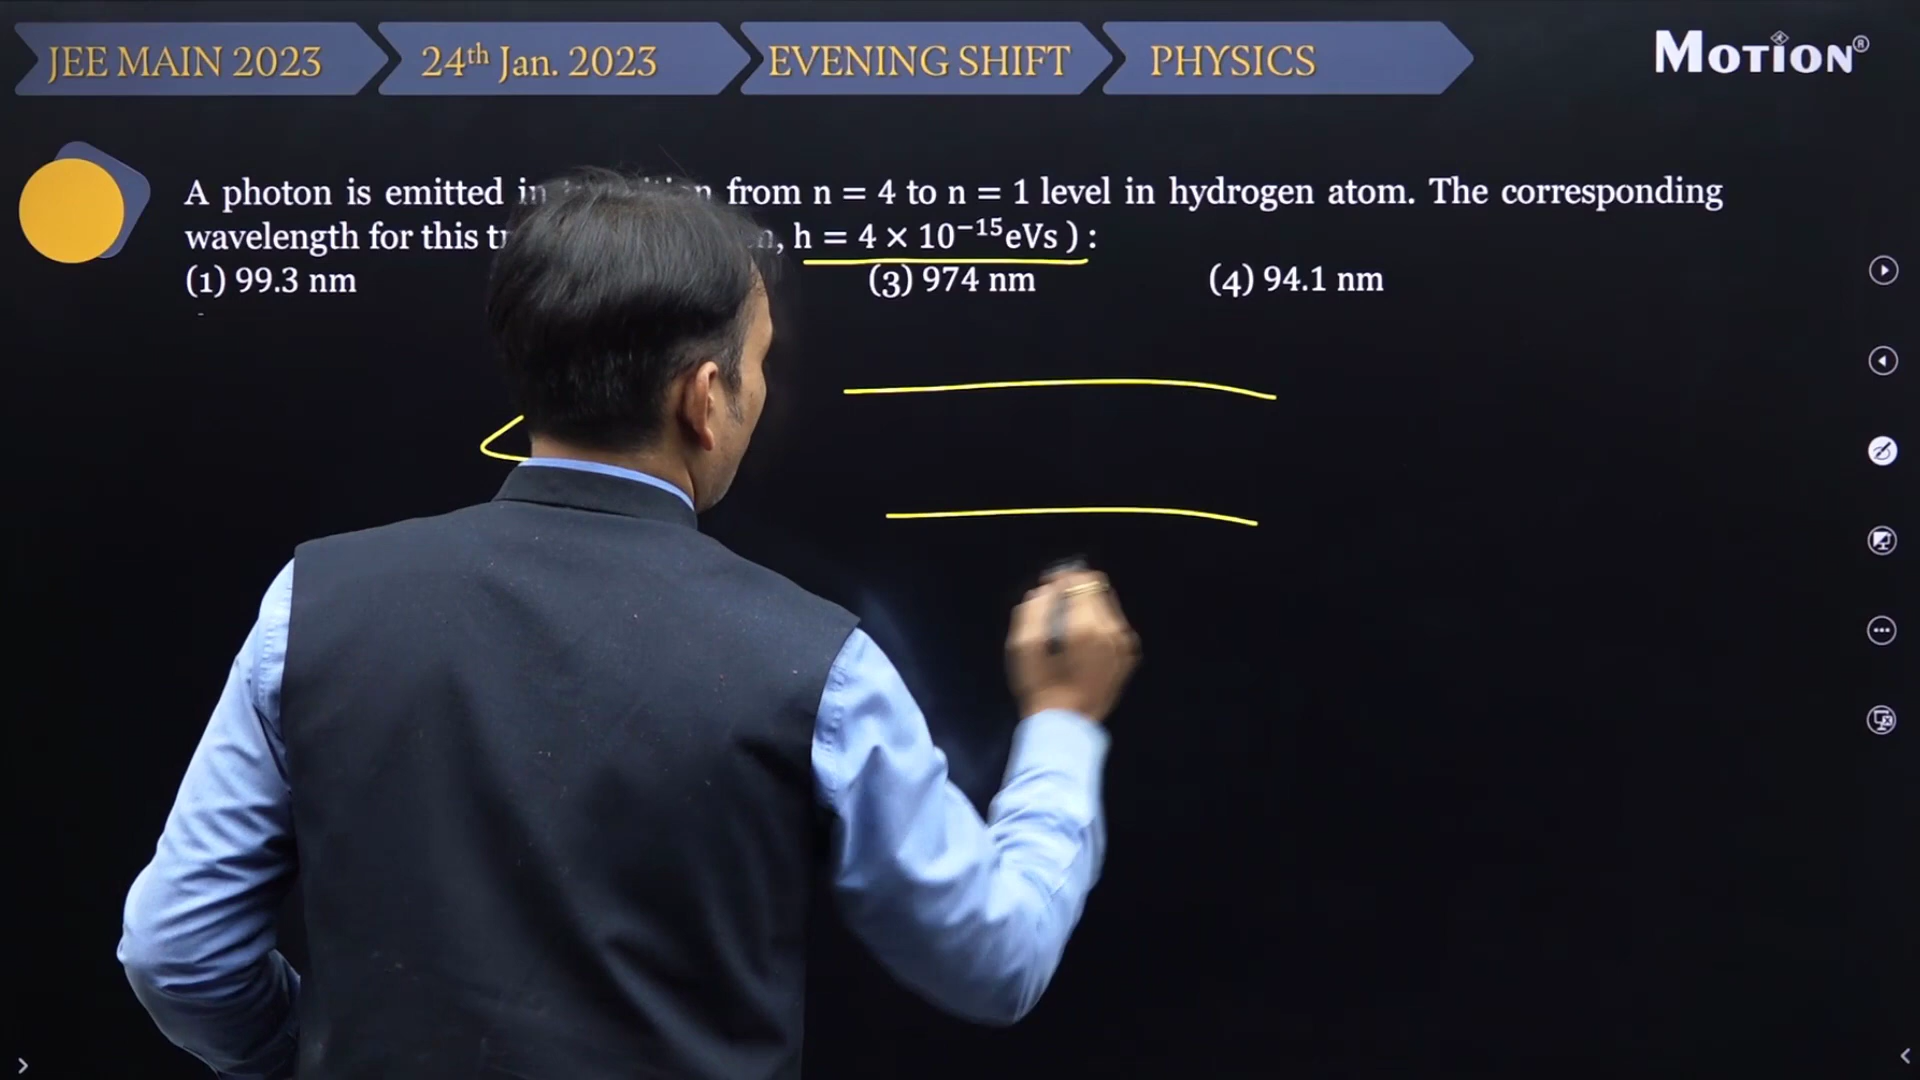 JEE MAIN 2023
24th Jan. 2023
EVENING SHIFT
PHYSICS
MOTION®
A photon is emitted in from n = 4 to n = 1 level in hydrogen atom. The corresponding
wavelength for this h = 4 × 10⁻¹⁵eVs ) :
(1) 99.3 nm (3) 974 nm (4) 94.1 nm